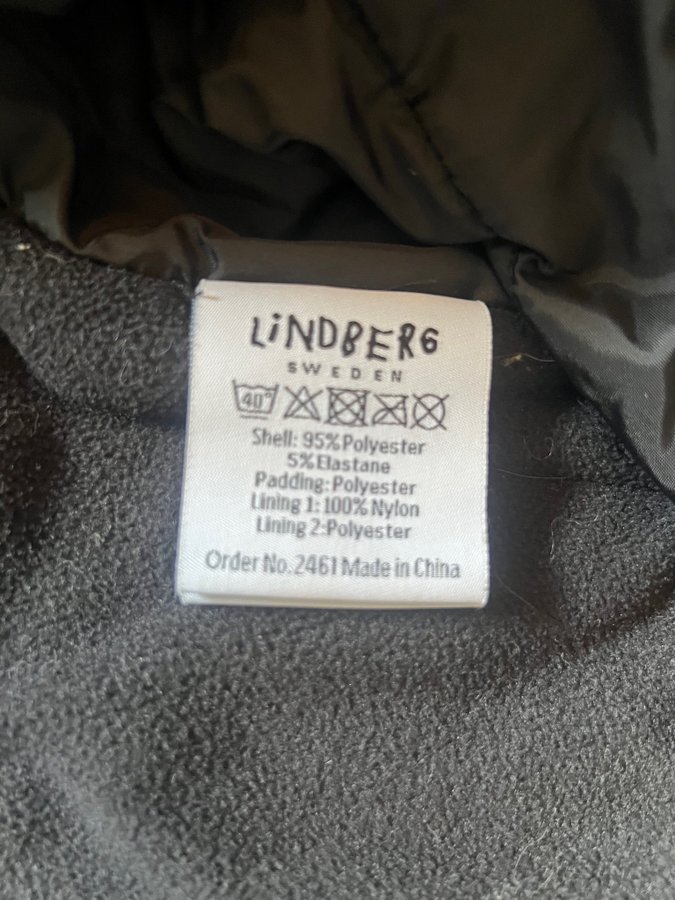 LiNDBERG
SWEDEN
40°
Shell: 95% Polyester
5% Elastane
Padding: Polyester
Lining 1: 100% Nylon
Lining 2: Polyester
Order No. 2461 Made in China